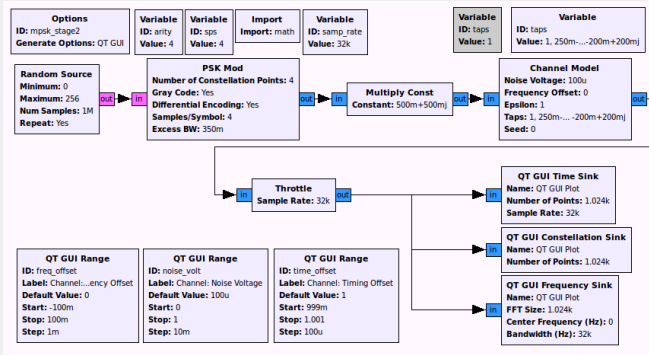 Options
ID: mpsk_stage2
Generate Options: QT GUI
Variable
ID: arity
Value: 4
Variable
ID: sps
Value: 4
Import
Import: math
Variable
ID: samp_rate
Value: 32k
Variable
ID: taps
Value: 1
Variable
ID: taps
Value: 1, 250m-...-200m+200mj
Random Source
Minimum: 0
Maximum: 256
Num Samples: 1M
Repeat: Yes
out
in
PSK Mod
Number of Constellation Points: 4
Gray Code: Yes
Differential Encoding: Yes
Samples/Symbol: 4
Excess BW: 350m
out
in
Multiply Const
Constant: 500m+500mj
out
in
Channel Model
Noise Voltage: 100u
Frequency Offset: 0
Epsilon: 1
Taps: 1, 250m-... -200m+200mj
Seed: 0
out
in
Throttle
Sample Rate: 32k
out
in
QT GUI Time Sink
Name: QT GUI Plot
Number of Points: 1.024k
Sample Rate: 32k
in
QT GUI Constellation Sink
Name: QT GUI Plot
Number of Points: 1.024k
in
QT GUI Frequency Sink
Name: QT GUI Plot
FFT Size: 1.024k
Center Frequency (Hz): 0
Bandwidth (Hz): 32k
QT GUI Range
ID: freq_offset
Label: Channel:...ency Offset
Default Value: 0
Start: -100m
Stop: 100m
Step: 1m
QT GUI Range
ID: noise_volt
Label: Channel: Noise Voltage
Default Value: 100u
Start: 0
Stop: 1
Step: 10m
QT GUI Range
ID: time_offset
Label: Channel: Timing Offset
Default Value: 1
Start: 999m
Stop: 1.001
Step: 100u